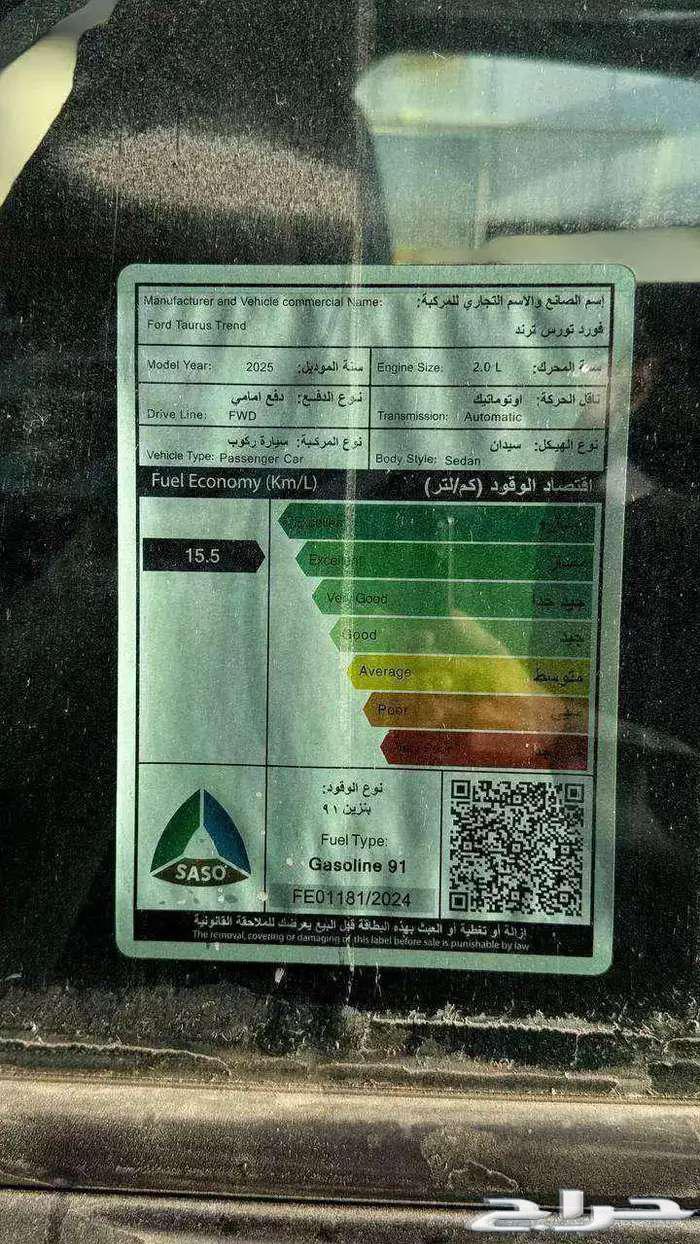 Manufacturer and Vehicle commercial Name: إسم الصانع والاسم التجاري للمركبة:
Ford Taurus Trend فورد تورس ترند
Model Year: 2025 سنة الموديل:
Engine Size: 2.0 L سعة المحرك:
نوع الدفع: دفع امامي
Drive Line: FWD
ناقل الحركة: اوتوماتيك
Transmission: Automatic
نوع المركبة: سيارة ركوب
Vehicle Type: Passenger Car
نوع الهيكل: سيدان
Body Style: Sedan
Fuel Economy (Km/L) اقتصاد الوقود (كم/لتر)
15.5
Excellent ممتاز
Very Good جيد جدا
Good جيد
Average متوسط
Poor سيئ
Very Poor
SASO
نوع الوقود:
بنزين ٩١
Fuel Type:
Gasoline 91
FE01181/2024
إزالة أو تغطية أو العبث بهذه البطاقة قبل البيع يعرضك للملاحقة القانونية
The removal, covering or damaging of this label before sale is punishable by law
حراج